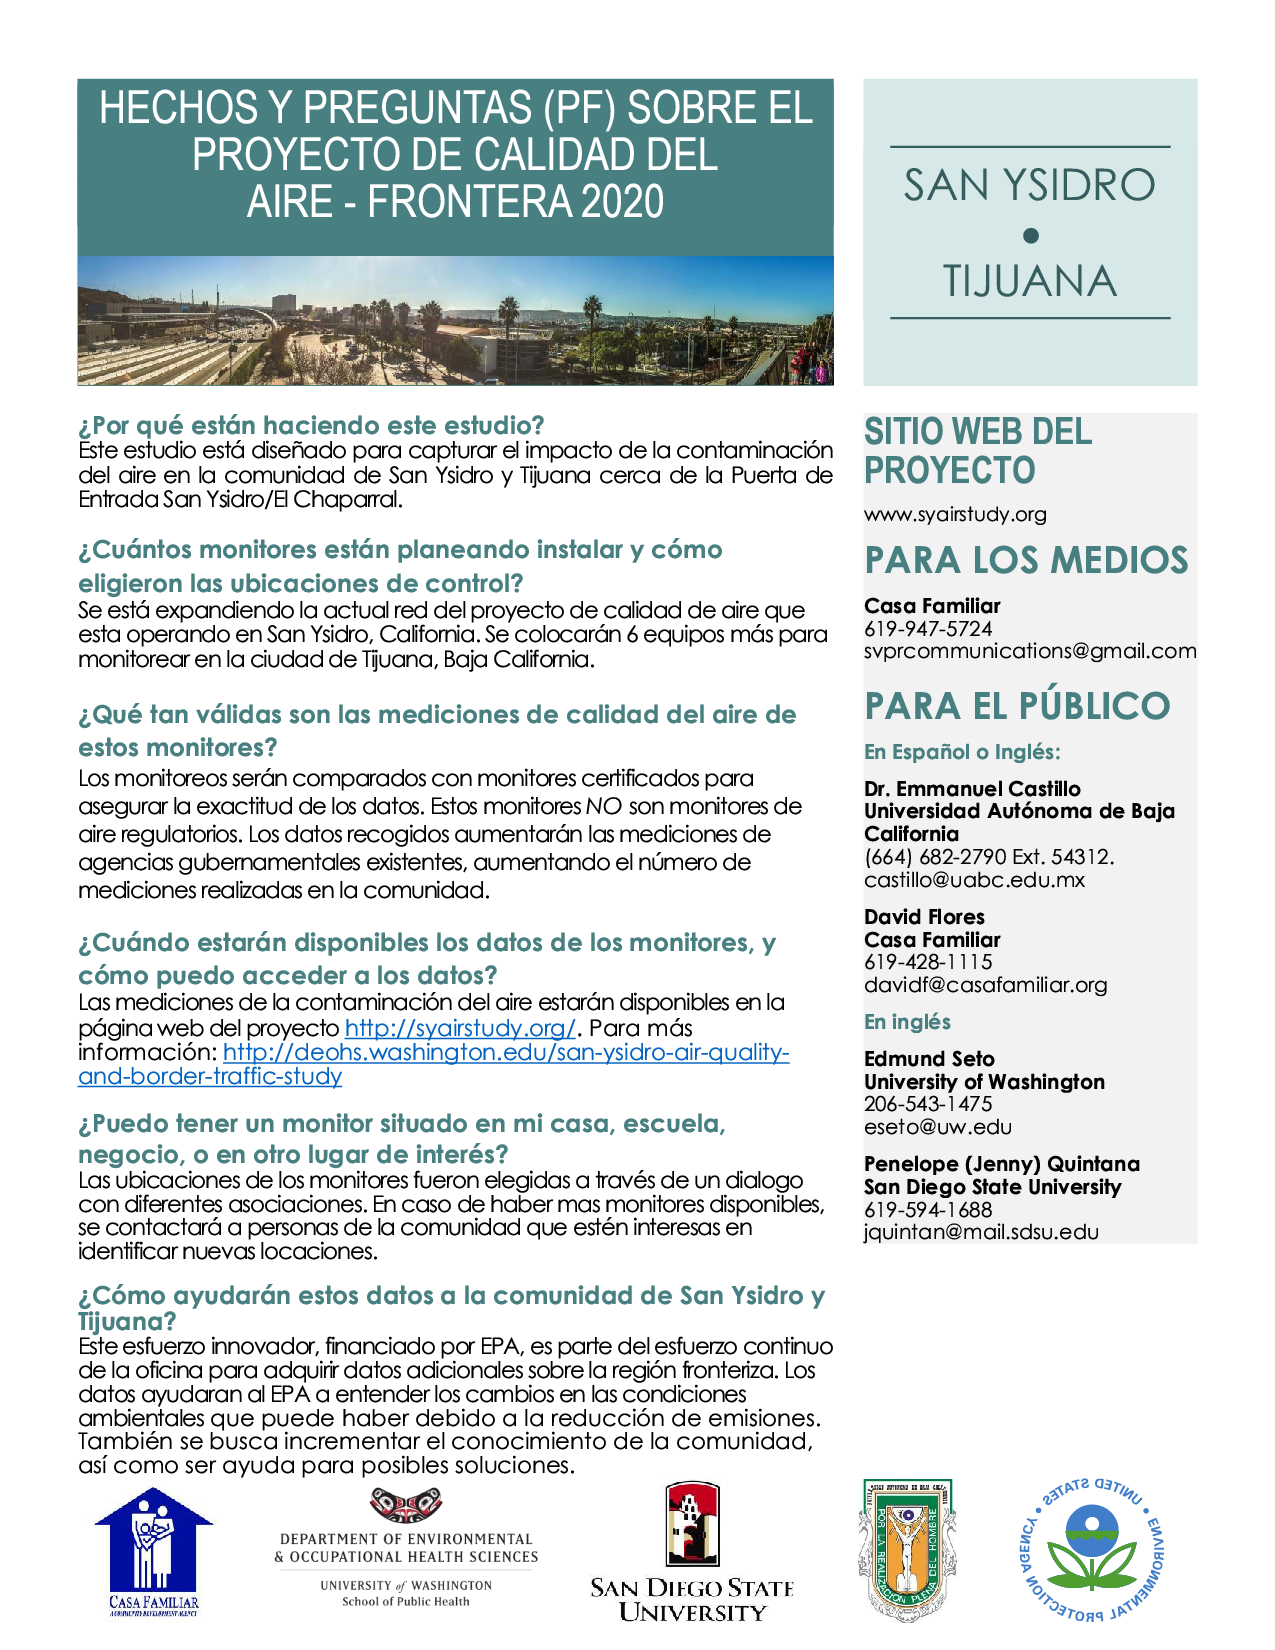 HECHOS Y PREGUNTAS (PF) SOBRE EL
PROYECTO DE CALIDAD DEL
AIRE - FRONTERA 2020
SAN YSIDRO
•
TIJUANA
¿Por qué están haciendo este estudio?
Este estudio está diseñado para capturar el impacto de la contaminación
del aire en la comunidad de San Ysidro y Tijuana cerca de la Puerta de
Entrada San Ysidro/El Chaparral.
¿Cuántos monitores están planeando instalar y cómo
eligieron las ubicaciones de control?
Se está expandiendo la actual red del proyecto de calidad de aire que
esta operando en San Ysidro, California. Se colocarán 6 equipos más para
monitorear en la ciudad de Tijuana, Baja California.
¿Qué tan válidas son las mediciones de calidad del aire de
estos monitores?
Los monitoreos serán comparados con monitores certificados para
asegurar la exactitud de los datos. Estos monitores NO son monitores de
aire regulatorios. Los datos recogidos aumentarán las mediciones de
agencias gubernamentales existentes, aumentando el número de
mediciones realizadas en la comunidad.
¿Cuándo estarán disponibles los datos de los monitores, y
cómo puedo acceder a los datos?
Las mediciones de la contaminación del aire estarán disponibles en la
página web del proyecto http://syairstudy.org/. Para más
información: http://deohs.washington.edu/san-ysidro-air-quality-
and-border-traffic-study
¿Puedo tener un monitor situado en mi casa, escuela,
negocio, o en otro lugar de interés?
Las ubicaciones de los monitores fueron elegidas a través de un dialogo
con diferentes asociaciones. En caso de haber mas monitores disponibles,
se contactará a personas de la comunidad que estén interesas en
identificar nuevas locaciones.
¿Cómo ayudarán estos datos a la comunidad de San Ysidro y
Tijuana?
Este esfuerzo innovador, financiado por EPA, es parte del esfuerzo continuo
de la oficina para adquirir datos adicionales sobre la región fronteriza. Los
datos ayudaran al EPA a entender los cambios en las condiciones
ambientales que puede haber debido a la reducción de emisiones.
También se busca incrementar el conocimiento de la comunidad,
así como ser ayuda para posibles soluciones.
SITIO WEB DEL
PROYECTO
www.syairstudy.org
PARA LOS MEDIOS
Casa Familiar
619-947-5724
svprcommunications@gmail.com
PARA EL PÚBLICO
En Español o Inglés:
Dr. Emmanuel Castillo
Universidad Autónoma de Baja
California
(664) 682-2790 Ext. 54312.
castillo@uabc.edu.mx
David Flores
Casa Familiar
619-428-1115
davidf@casafamiliar.org
En inglés
Edmund Seto
University of Washington
206-543-1475
eseto@uw.edu
Penelope (Jenny) Quintana
San Diego State University
619-594-1688
jquintan@mail.sdsu.edu
CASA FAMILIAR
A COMMUNITY DEVELOPMENT AGENCY
DEPARTMENT OF ENVIRONMENTAL
& OCCUPATIONAL HEALTH SCIENCES
UNIVERSITY of WASHINGTON
School of Public Health
SAN DIEGO STATE
UNIVERSITY
POR LA REALIZACION PLENA DEL HOMBRE
UNITED STATES • ENVIRONMENTAL PROTECTION AGENCY •